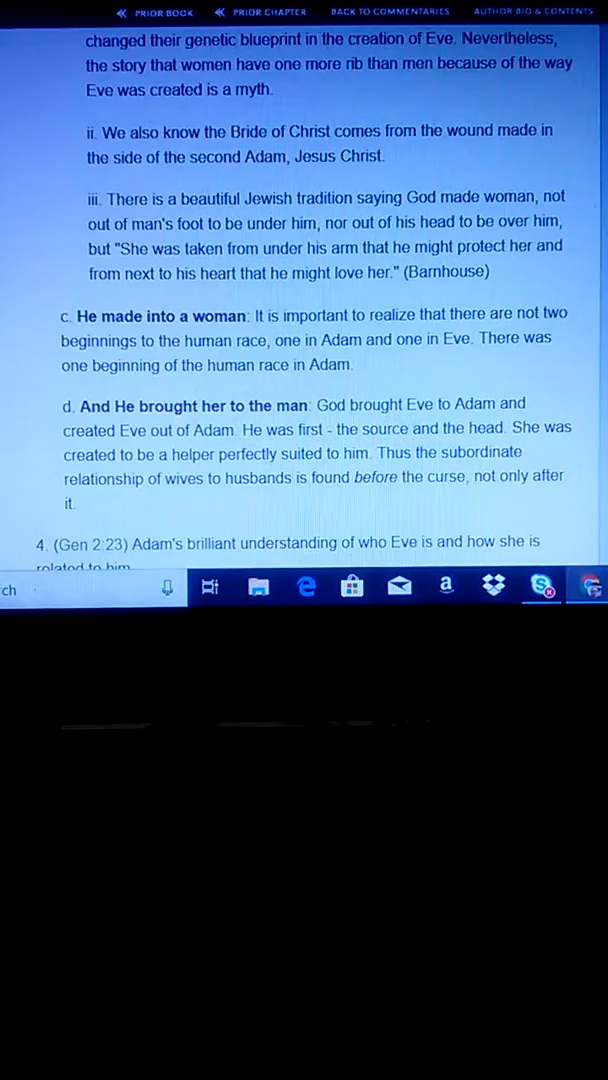 PRIOR BOOK PRIOR CHAPTER BACK TO COMMENTARIES AUTHOR BIO & CONTENTS
changed their genetic blueprint in the creation of Eve. Nevertheless,
the story that women have one more rib than men because of the way
Eve was created is a myth.
ii. We also know the Bride of Christ comes from the wound made in
the side of the second Adam, Jesus Christ.
iii. There is a beautiful Jewish tradition saying God made woman, not
out of man's foot to be under him, nor out of his head to be over him,
but "She was taken from under his arm that he might protect her and
from next to his heart that he might love her." (Barnhouse)
c. He made into a woman: It is important to realize that there are not two
beginnings to the human race, one in Adam and one in Eve. There was
one beginning of the human race in Adam.
d. And He brought her to the man: God brought Eve to Adam and
created Eve out of Adam. He was first - the source and the head. She was
created to be a helper perfectly suited to him. Thus the subordinate
relationship of wives to husbands is found before the curse, not only after
it.
4. (Gen 2:23) Adam's brilliant understanding of who Eve is and how she is
related to him.
rch
a